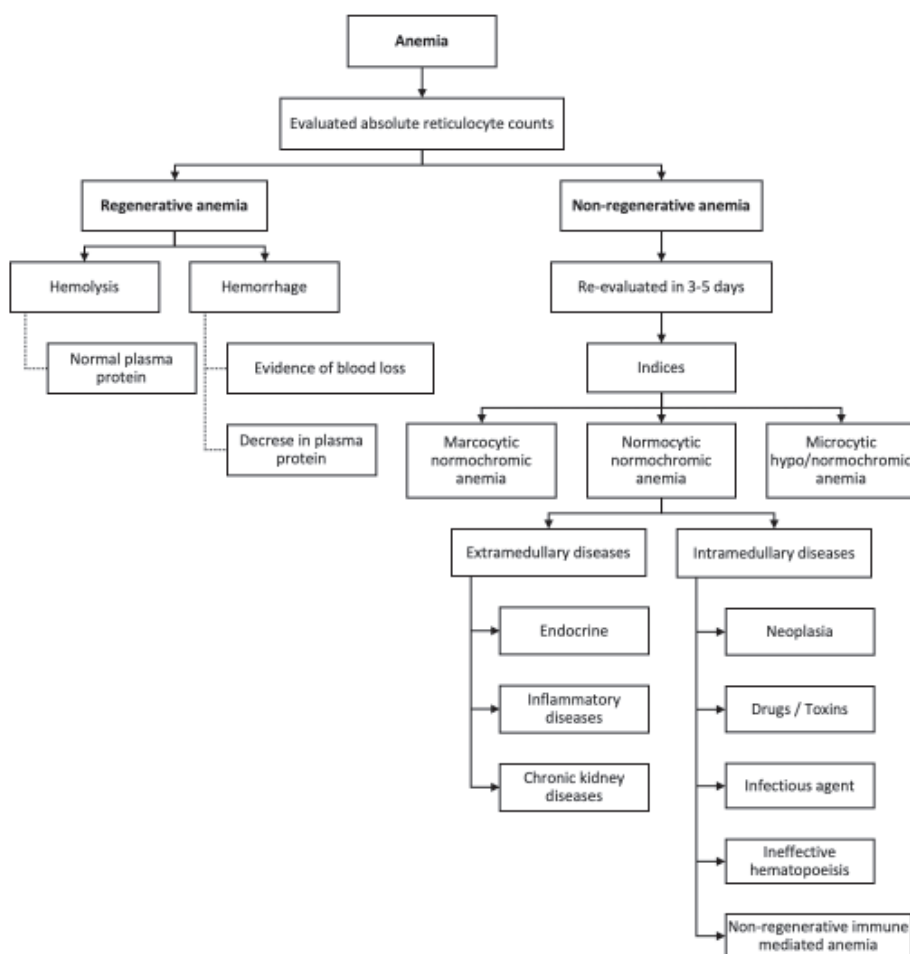 Anemia
Evaluated absolute reticulocyte counts
Regenerative anemia
Non-regenerative anemia
Hemolysis
Hemorrhage
Re-evaluated in 3-5 days
Normal plasma
protein
Evidence of blood loss
Indices
Decrese in plasma
protein
Marcocytic
normochromic
anemia
Normocytic
normochromic
anemia
Microcytic
hypo/normochromic
anemia
Extramedullary diseases
Intramedullary diseases
Endocrine
Neoplasia
Inflammatory
diseases
Drugs / Toxins
Chronic kidney
diseases
Infectious agent
Ineffective
hematopoeisis
Non-regenerative immune
mediated anemia